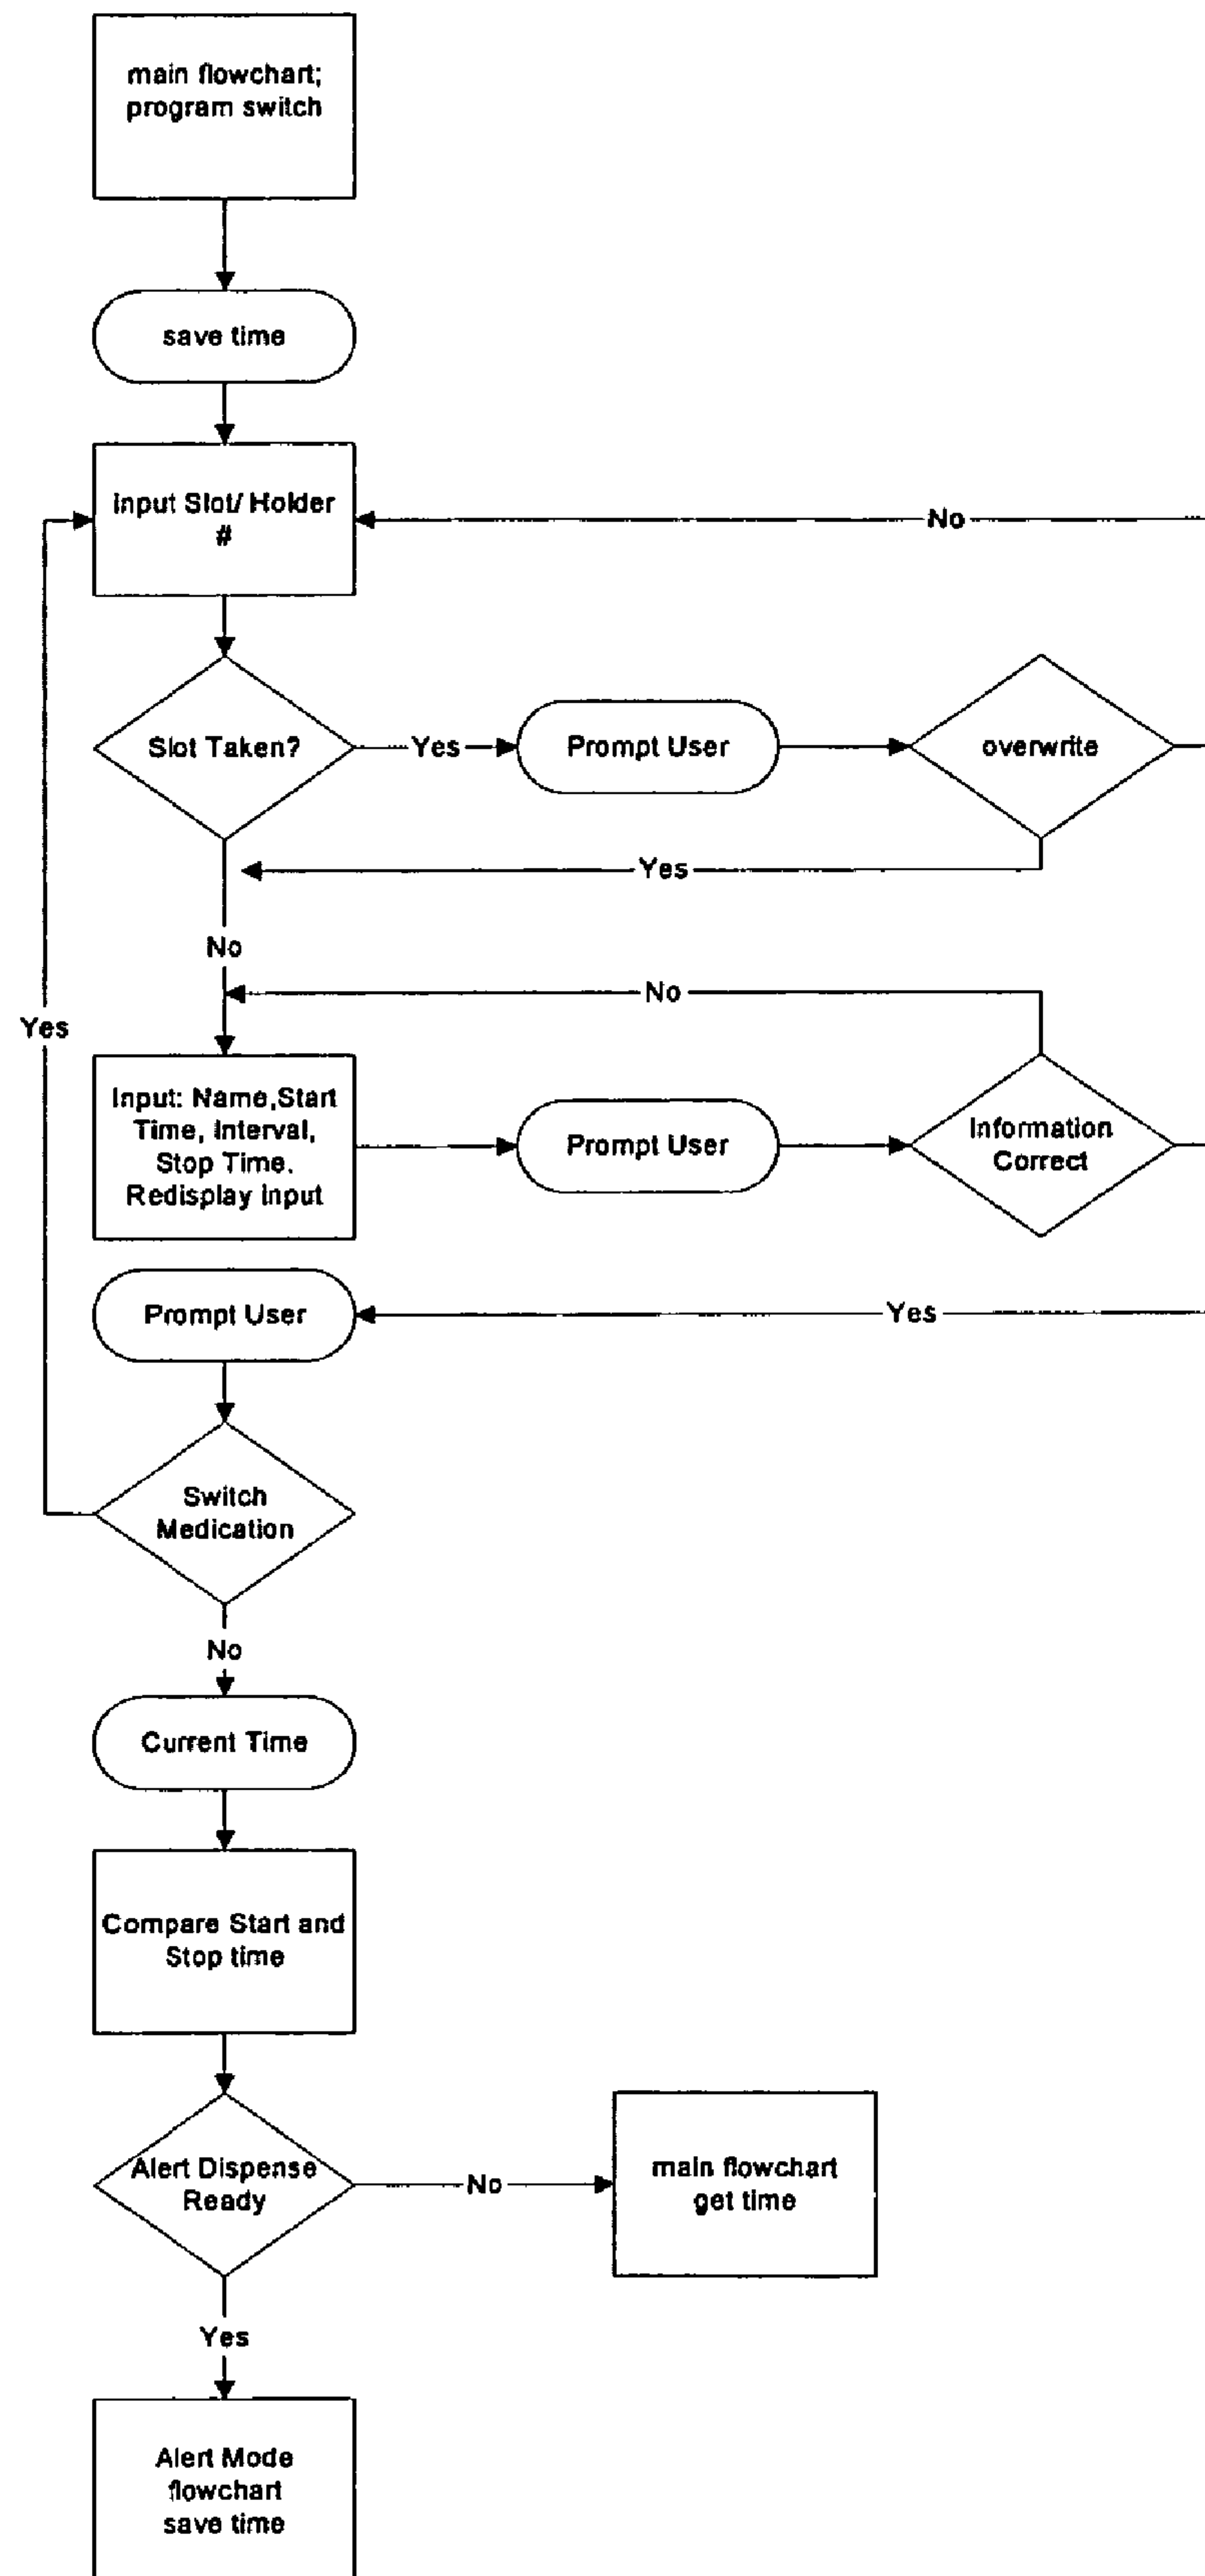 main flowchart;
program switch
save time
Input Slot/ Holder
#
No
Slot Taken?
Yes
Prompt User
overwrite
Yes
No
No
Yes
Input: Name,Start
Time, Interval,
Stop Time.
Redisplay Input
Prompt User
Information
Correct
Prompt User
Yes
Switch
Medication
No
Current Time
Compare Start and
Stop time
Alert Dispense
Ready
No
main flowchart
get time
Yes
Alert Mode
flowchart
save time